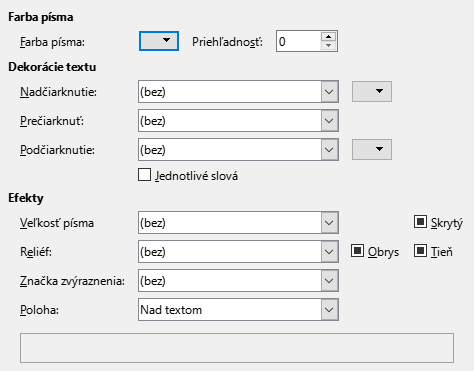 Farba písma
Farba písma: Priehľadnosť: 0
Dekorácie textu
Nadčiarknutie: (bez)
Prečiarknuť: (bez)
Podčiarknutie: (bez)
Jednotlivé slová
Efekty
Veľkosť písma (bez) Skrytý
Reliéf: (bez) Obrys Tieň
Značka zvýraznenia: (bez)
Poloha: Nad textom